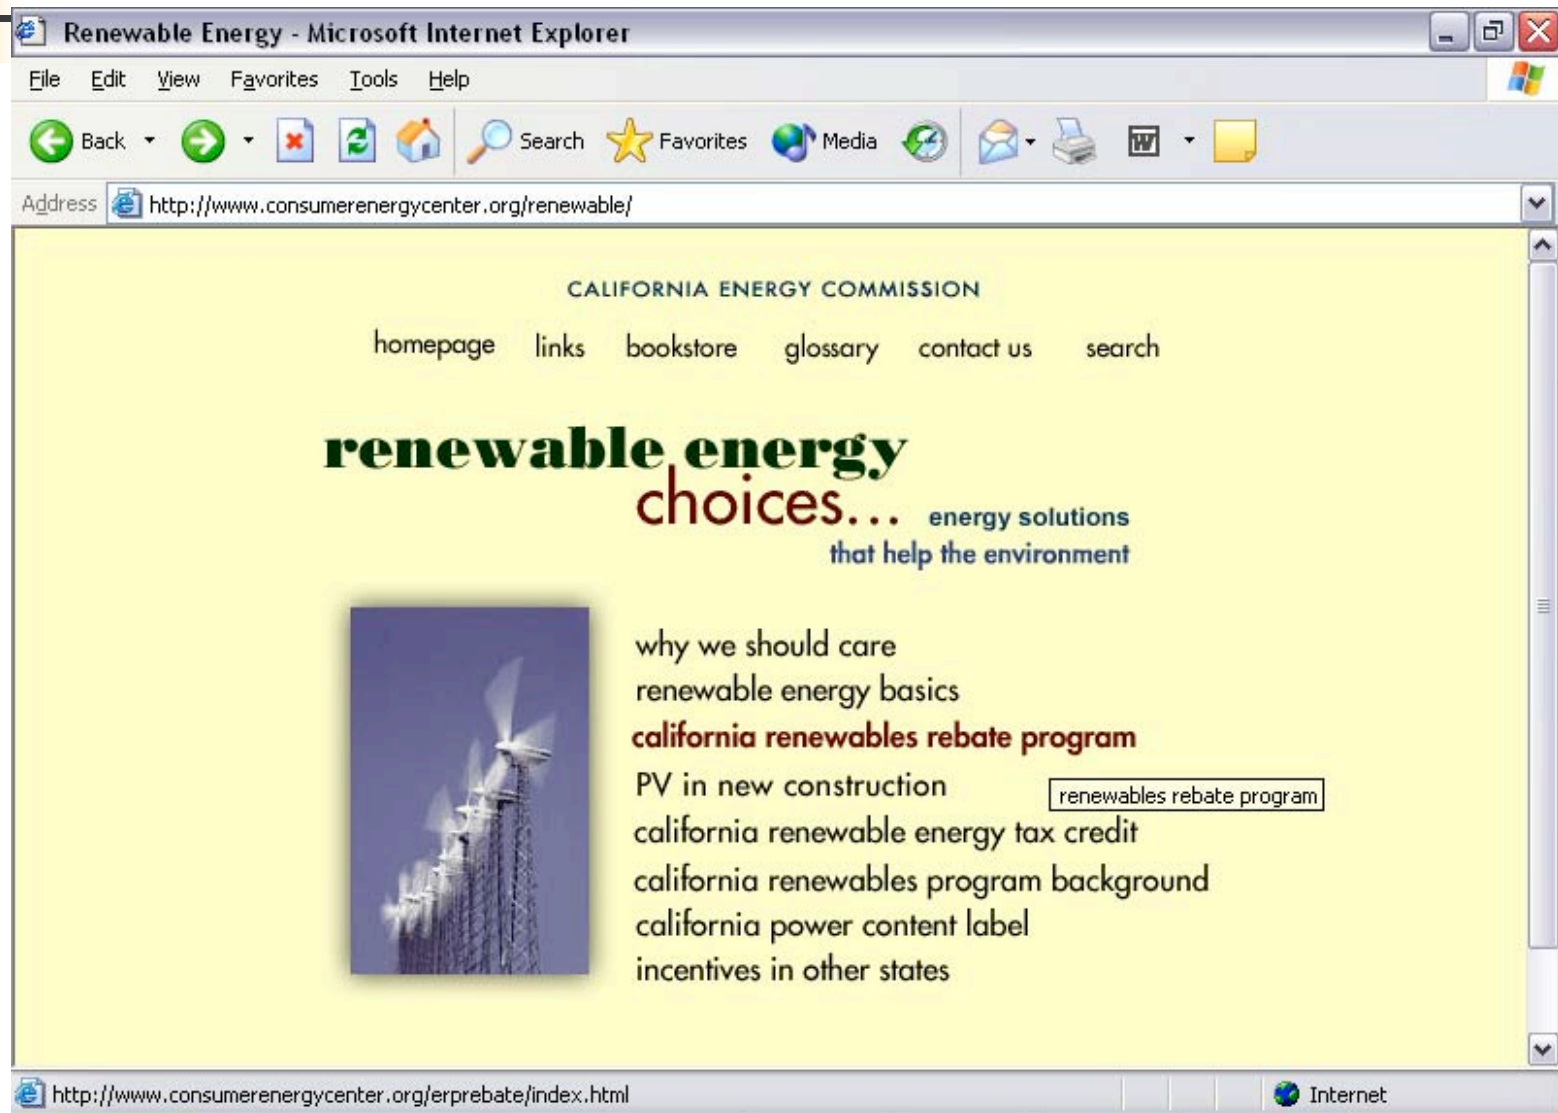 Renewable Energy - Microsoft Internet Explorer
File Edit View Favorites Tools Help
Back Search Favorites Media W
Address http://www.consumerenergycenter.org/renewable/
CALIFORNIA ENERGY COMMISSION
homepage links bookstore glossary contact us search
renewable energy
choices... energy solutions
that help the environment
why we should care
renewable energy basics
california renewables rebate program
PV in new construction
renewables rebate program
california renewable energy tax credit
california renewables program background
california power content label
incentives in other states
http://www.consumerenergycenter.org/erprebate/index.html Internet